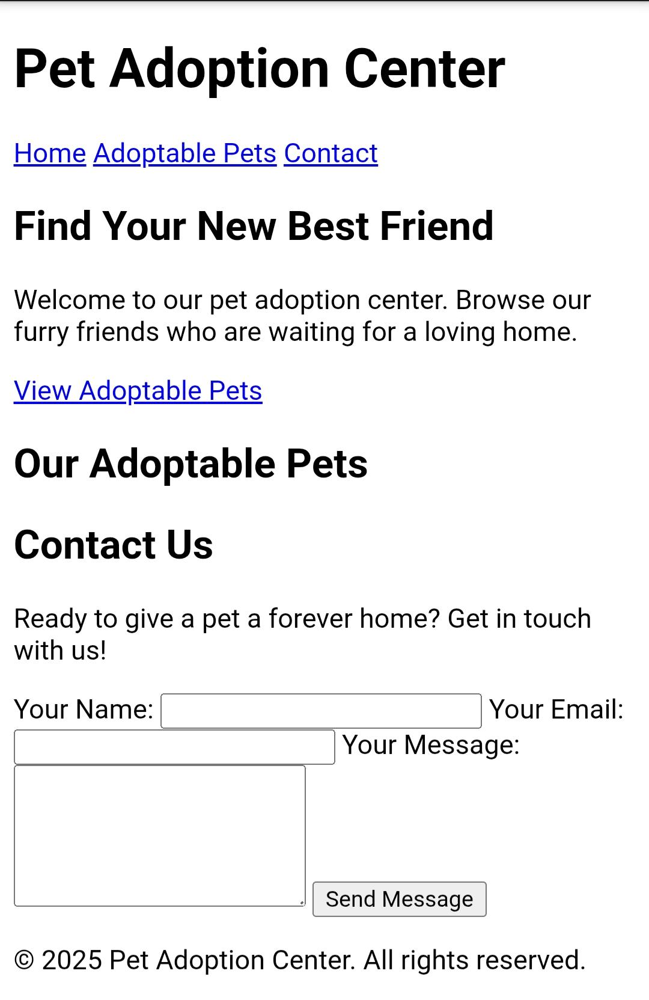 Pet Adoption Center
Home Adoptable Pets Contact
Find Your New Best Friend
Welcome to our pet adoption center. Browse our
furry friends who are waiting for a loving home.
View Adoptable Pets
Our Adoptable Pets
Contact Us
Ready to give a pet a forever home? Get in touch
with us!
Your Name: Your Email:
Your Message:
Send Message
© 2025 Pet Adoption Center. All rights reserved.